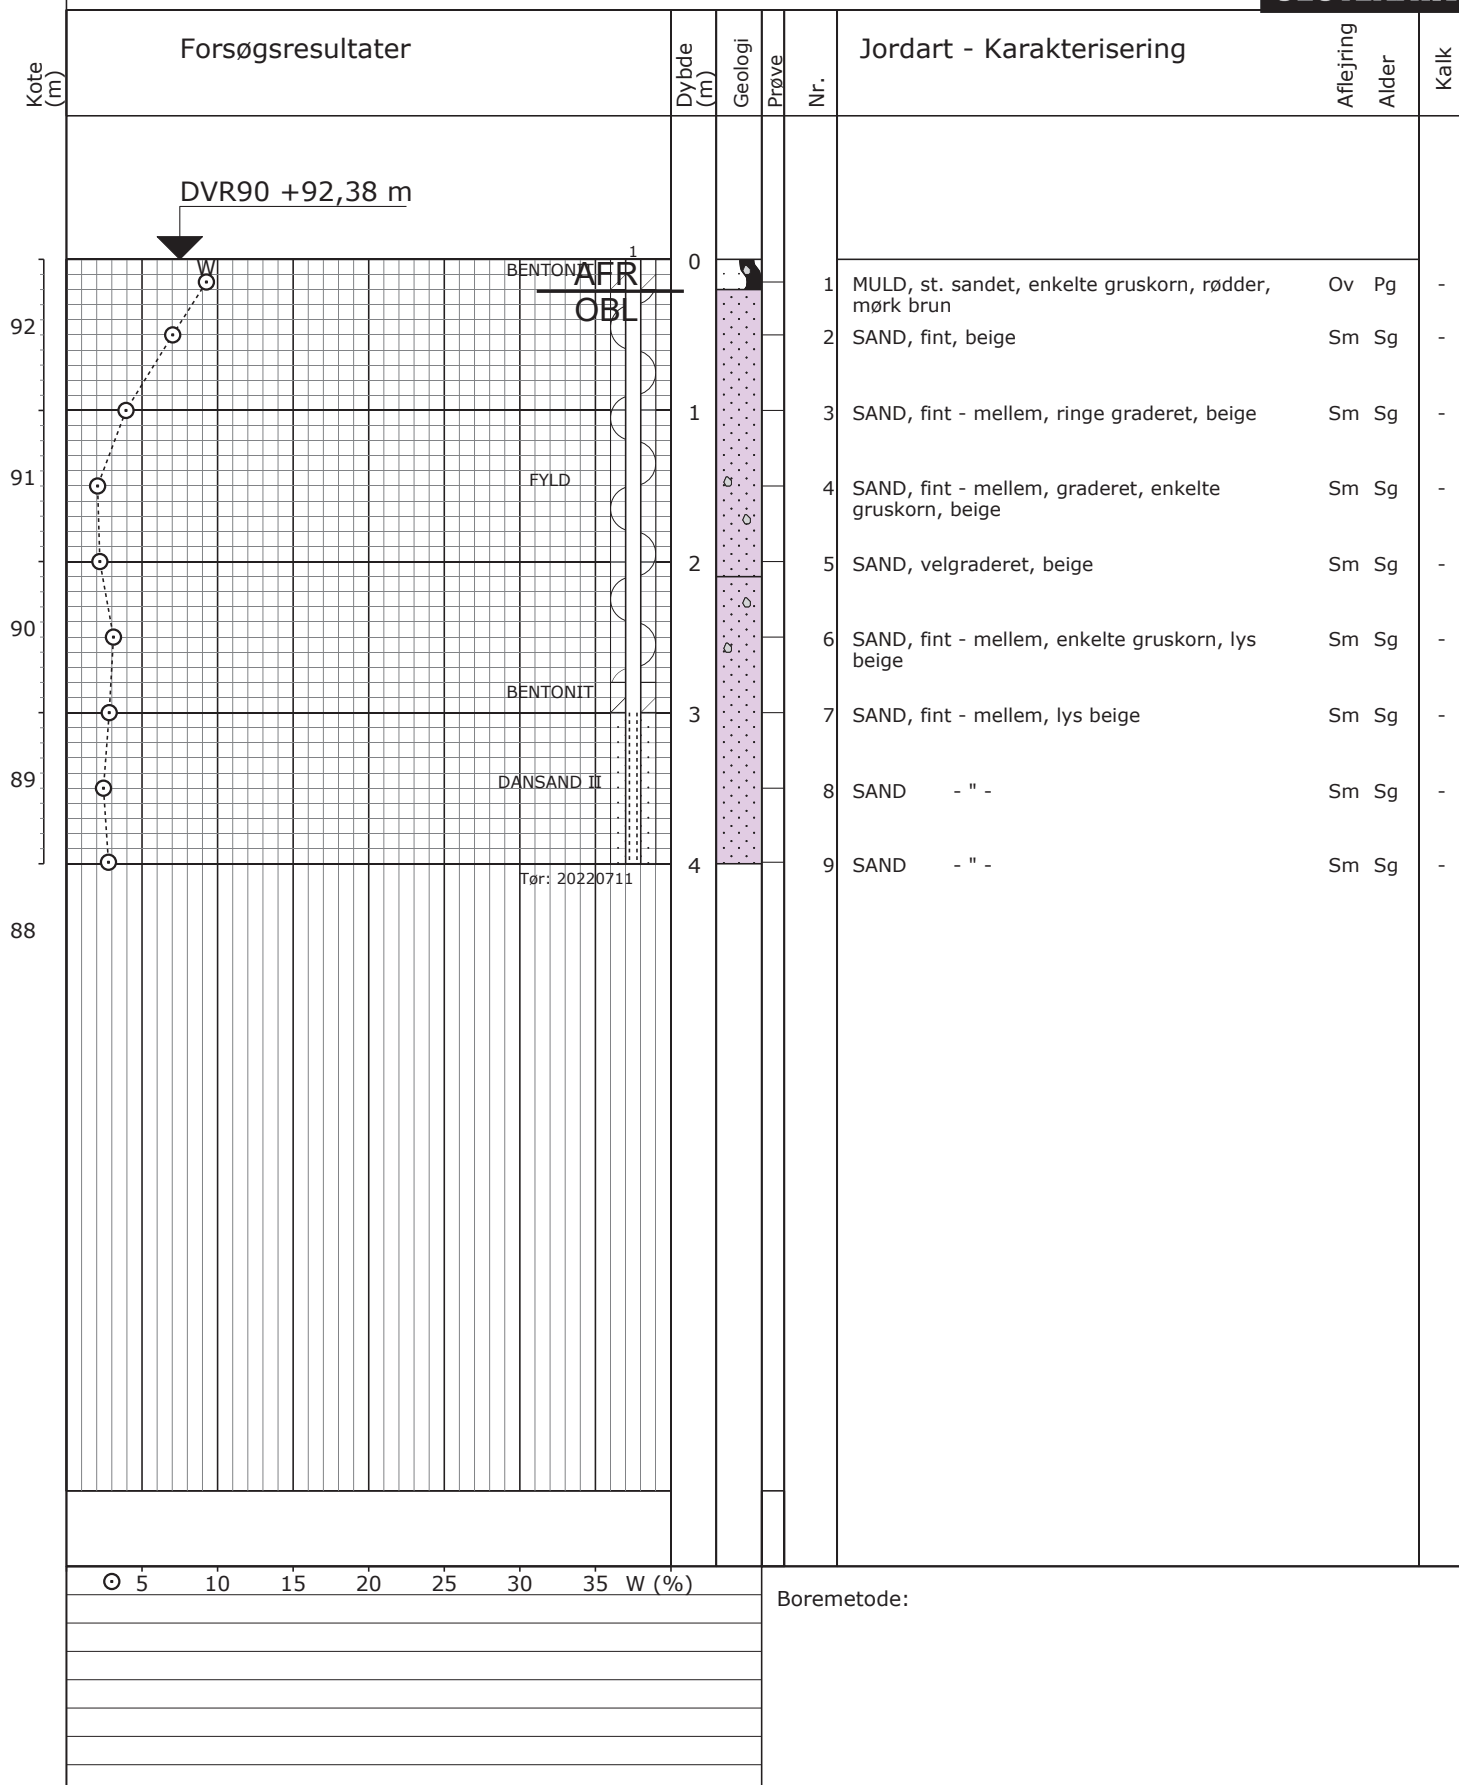 Kote (m)
Forsøgsresultater
Dybde (m)
Geologi
Prøve
Nr.
Jordart - Karakterisering
Aflejring
Alder
Kalk
DVR90 +92,38 m
1
W
BENTONIT
AFR
OBL
0
1 MULD, st. sandet, enkelte gruskorn, rødder, Ov Pg -
mørk brun
92
2 SAND, fint, beige Sm Sg -
1
3 SAND, fint - mellem, ringe graderet, beige Sm Sg -
91
FYLD
4 SAND, fint - mellem, graderet, enkelte Sm Sg -
gruskorn, beige
2
5 SAND, velgraderet, beige Sm Sg -
90
6 SAND, fint - mellem, enkelte gruskorn, lys Sm Sg -
beige
BENTONIT
3
7 SAND, fint - mellem, lys beige Sm Sg -
89
DANSAND II
8 SAND - " - Sm Sg -
4
9 SAND - " - Sm Sg -
Tør: 20220711
88
5 10 15 20 25 30 35 W (%)
Boremetode: